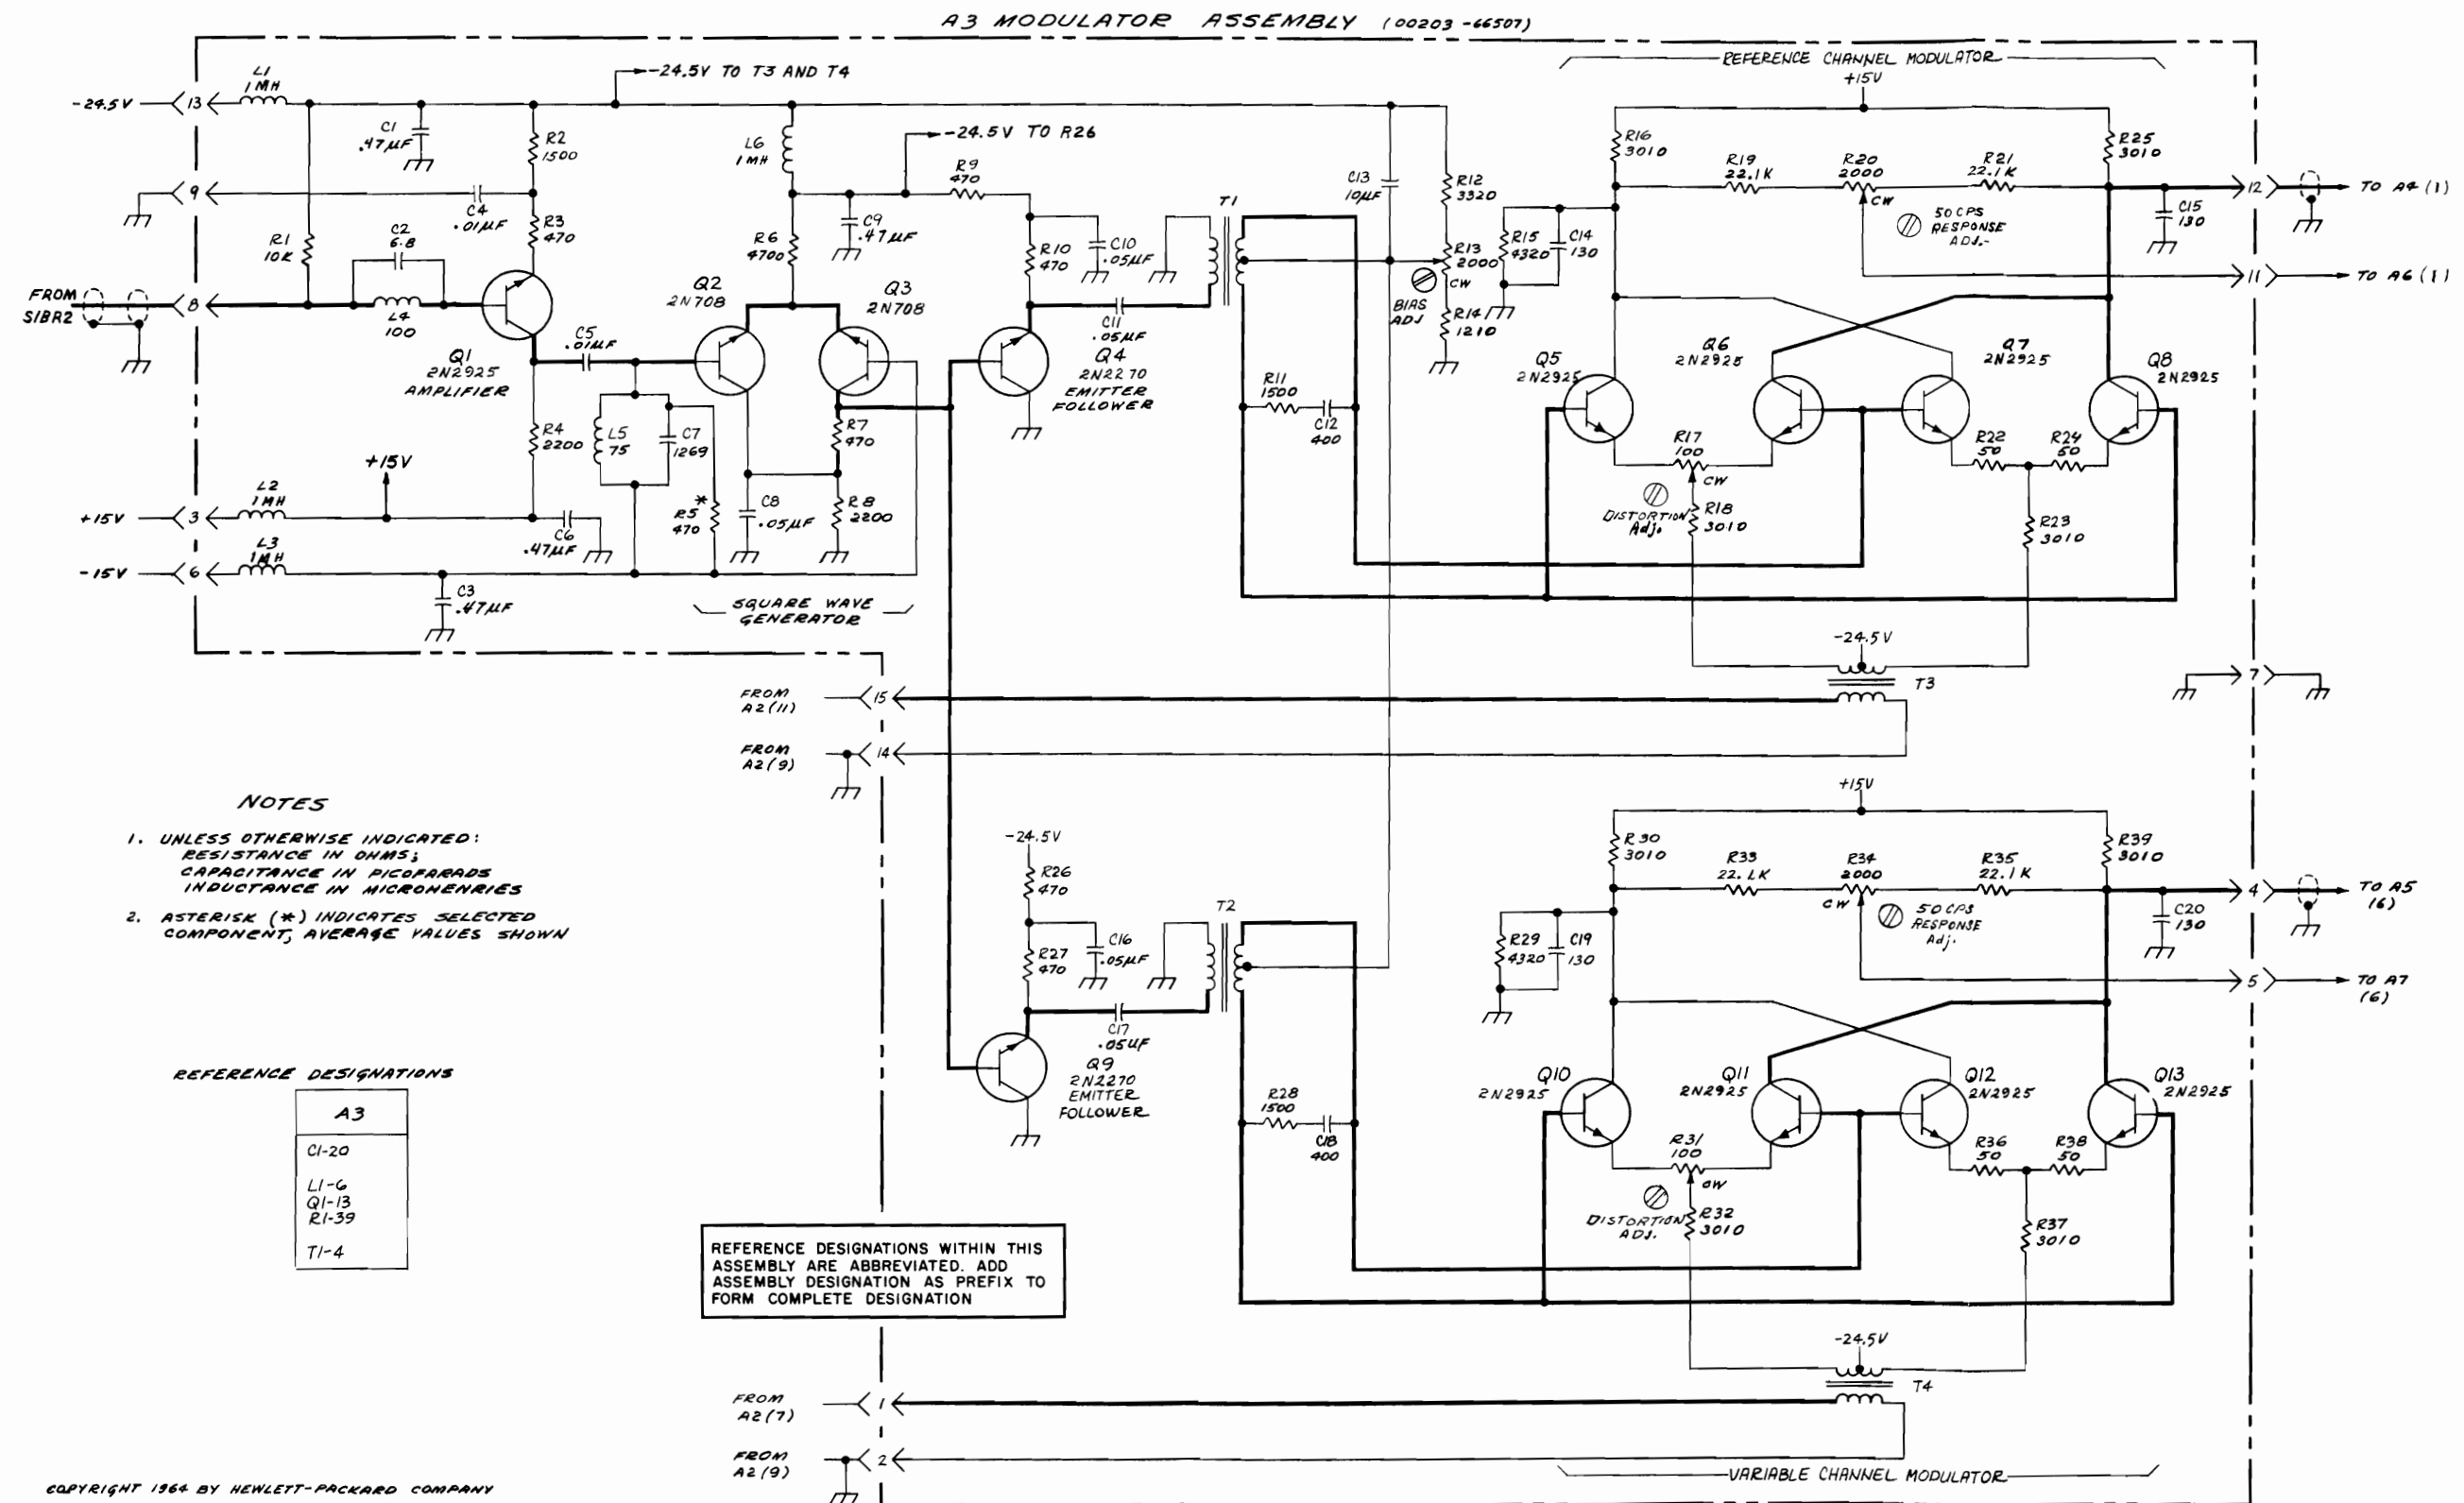 A3 MODULATOR ASSEMBLY (00203-66507)
REFERENCE CHANNEL MODULATOR
+15V
-24.5V
13
L1
1MH
-24.5V TO T3 AND T4
C1
.47µF
R2
1500
L6
1MH
-24.5V TO R26
R9
470
9
C4
.01µF
R3
470
R1
10K
C2
6.8
L4
100
FROM
S1BR2
8
Q1
2N2925
AMPLIFIER
C5
.01µF
R6
4700
C9
.47µF
Q2
2N708
Q3
2N708
R10
470
C10
.05µF
C11
.05µF
Q4
2N2270
EMITTER
FOLLOWER
T1
C13
10µF
R12
3320
R13
2000
CW
BIAS
ADJ
R14
1210
R15
4320
C14
130
R16
3010
R19
22.1K
R20
2000
CW
R21
22.1K
R25
3010
50 CPS
RESPONSE
ADJ.-
C15
130
12
TO A4 (1)
11
TO A6 (1)
Q5
2N2925
Q6
2N2925
Q7
2N2925
Q8
2N2925
R11
1500
C12
400
R17
100
CW
R22
50
R24
50
DISTORTION
Adj.
R18
3010
R23
3010
R4
2200
L5
75
C7
1269
R7
470
+15V
L2
1MH
+15V
3
*
R5
470
C8
.05µF
R8
2200
C6
.47µF
L3
1MH
-15V
6
C3
.47µF
SQUARE WAVE
GENERATOR
-24.5V
T3
7
FROM
A2(11)
15
FROM
A2(9)
14
NOTES
1. UNLESS OTHERWISE INDICATED:
RESISTANCE IN OHMS;
CAPACITANCE IN PICOFARADS
INDUCTANCE IN MICROHENRIES
2. ASTERISK (*) INDICATES SELECTED
COMPONENT, AVERAGE VALUES SHOWN
-24.5V
R26
470
R27
470
C16
.05µF
C17
.05UF
Q9
2N2270
EMITTER
FOLLOWER
T2
+15V
R30
3010
R33
22.1K
R34
2000
CW
R35
22.1K
R39
3010
50 CPS
RESPONSE
Adj.
R29
4320
C19
130
C20
130
4
TO A5
(6)
5
TO A7
(6)
Q10
2N2925
Q11
2N2925
Q12
2N2925
Q13
2N2925
R28
1500
C18
400
R31
100
CW
R36
50
R38
50
DISTORTION
ADJ.
R32
3010
R37
3010
REFERENCE DESIGNATIONS
A3
C1-20
L1-6
Q1-13
R1-39
T1-4
REFERENCE DESIGNATIONS WITHIN THIS
ASSEMBLY ARE ABBREVIATED. ADD
ASSEMBLY DESIGNATION AS PREFIX TO
FORM COMPLETE DESIGNATION
-24.5V
T4
FROM
A2(7)
1
FROM
A2(9)
2
VARIABLE CHANNEL MODULATOR
COPYRIGHT 1964 BY HEWLETT-PACKARD COMPANY